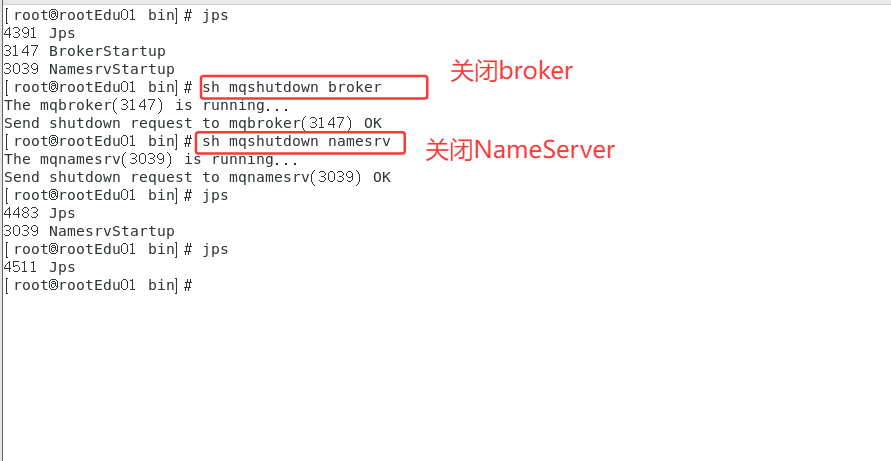 [root@rootEdu01 bin]# jps
4391 Jps
3147 BrokerStartup
3039 NamesrvStartup
[root@rootEdu01 bin]# sh mqshutdown broker
关闭broker
The mqbroker(3147) is running...
Send shutdown request to mqbroker(3147) OK
[root@rootEdu01 bin]# sh mqshutdown namesrv
关闭NameServer
The mqnamesrv(3039) is running...
Send shutdown request to mqnamesrv(3039) OK
[root@rootEdu01 bin]# jps
4483 Jps
3039 NamesrvStartup
[root@rootEdu01 bin]# jps
4511 Jps
[root@rootEdu01 bin]#